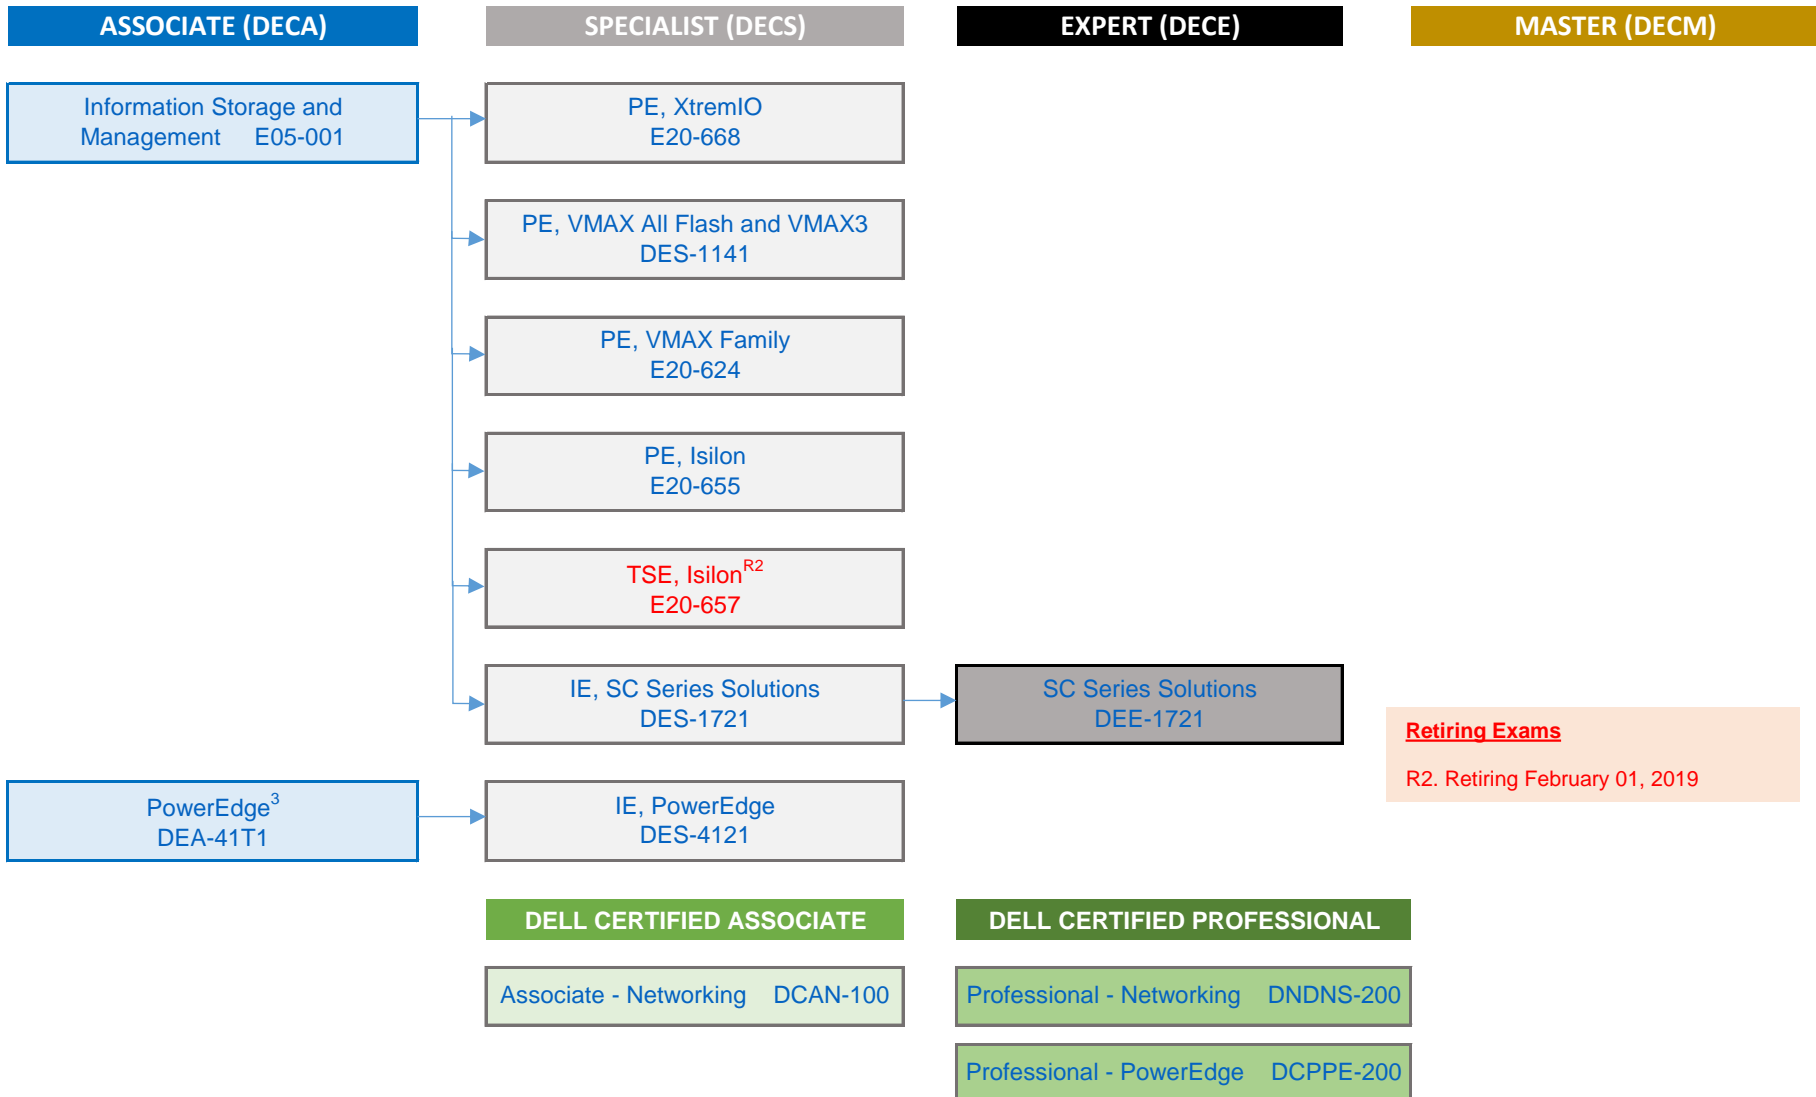 ASSOCIATE (DECA)
SPECIALIST (DECS)
EXPERT (DECE)
MASTER (DECM)
Information Storage and
Management E05-001
PE, XtremIO
E20-668
PE, VMAX All Flash and VMAX3
DES-1141
PE, VMAX Family
E20-624
PE, Isilon
E20-655
TSE, Isilon^R2
E20-657
IE, SC Series Solutions
DES-1721
SC Series Solutions
DEE-1721
Retiring Exams
R2. Retiring February 01, 2019
PowerEdge³
DEA-41T1
IE, PowerEdge
DES-4121
DELL CERTIFIED ASSOCIATE
DELL CERTIFIED PROFESSIONAL
Associate - Networking DCAN-100
Professional - Networking DNDNS-200
Professional - PowerEdge DCPPE-200